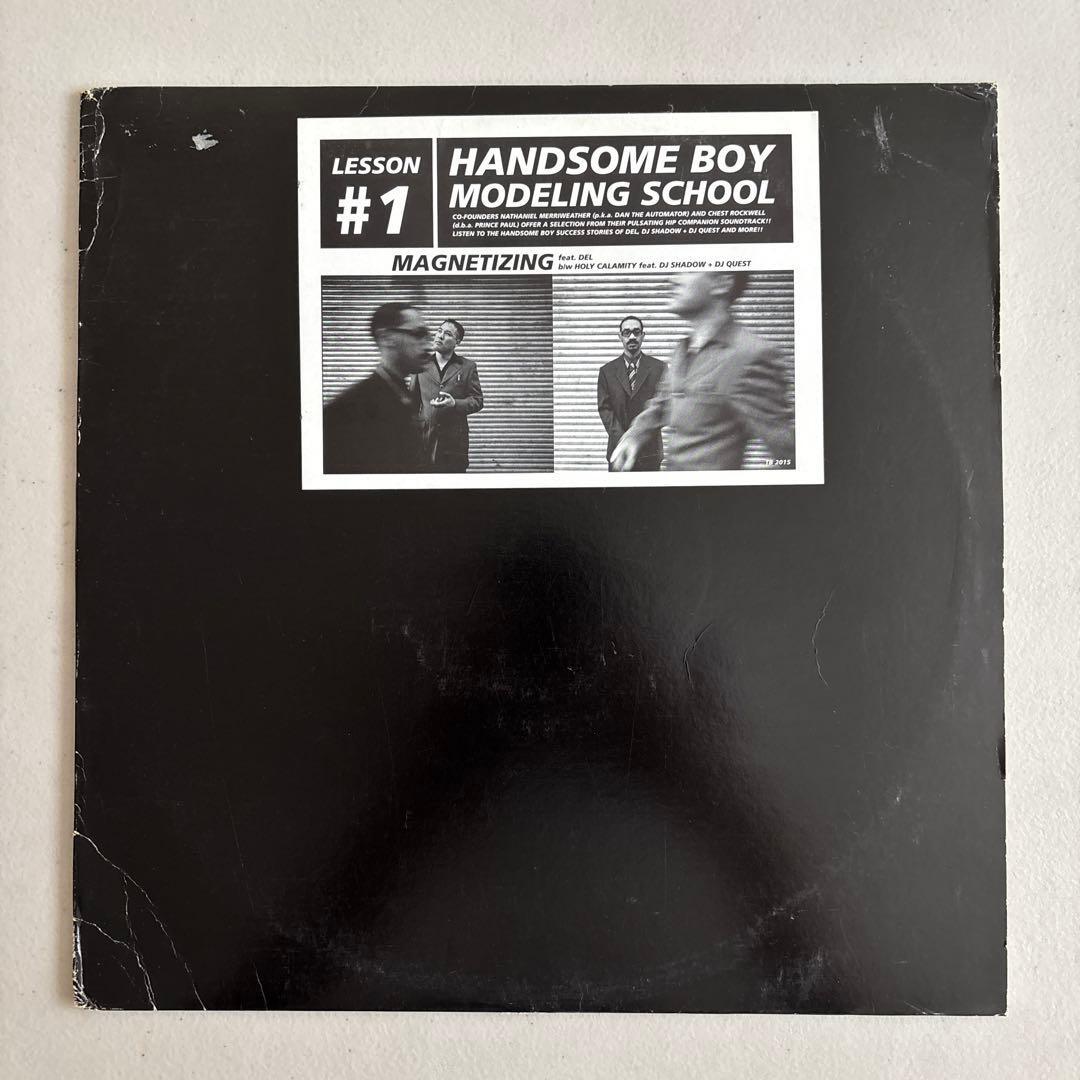 LESSON
#1
HANDSOME BOY
MODELING SCHOOL
CO-FOUNDERS NATHANIEL MERRIWEATHER (p.k.a. DAN THE AUTOMATOR) AND CHEST ROCKWELL
(d.b.a. PRINCE PAUL) OFFER A SELECTION FROM THEIR PULSATING HIP COMPANION SOUNDTRACK!!
LISTEN TO THE HANDSOME BOY SUCCESS STORIES OF DEL, DJ SHADOW + DJ QUEST AND MORE!!
MAGNETIZING feat. DEL
b/w HOLY CALAMITY feat. DJ SHADOW + DJ QUEST
TB 2015